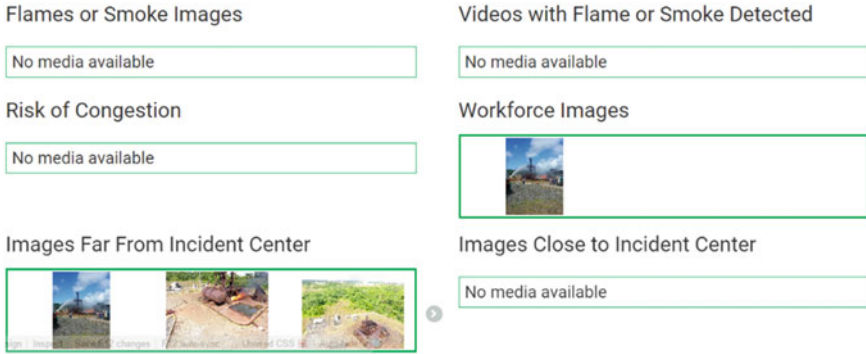 Flames or Smoke Images
Videos with Flame or Smoke Detected
No media available
No media available
Risk of Congestion
Workforce Images
No media available
Images Far From Incident Center
Images Close to Incident Center
No media available